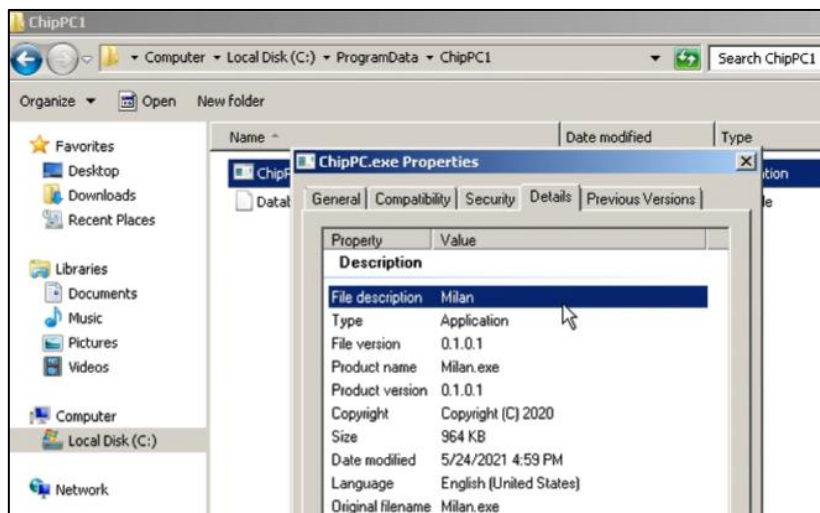 ChipPC1
Computer Local Disk (C:) ProgramData ChipPC1
Search ChipPC1
Organize Open New folder
Name Date modified Type
Favorites
Desktop
Downloads
Recent Places
Libraries
Documents
Music
Pictures
Videos
Computer
Local Disk (C:)
Network
ChipPC.exe Properties
General Compatibility Security Details Previous Versions
Property Value
Description
File description Milan
Type Application
File version 0.1.0.1
Product name Milan.exe
Product version 0.1.0.1
Copyright Copyright (C) 2020
Size 964 KB
Date modified 5/24/2021 4:59 PM
Language English (United States)
Original filename Milan.exe